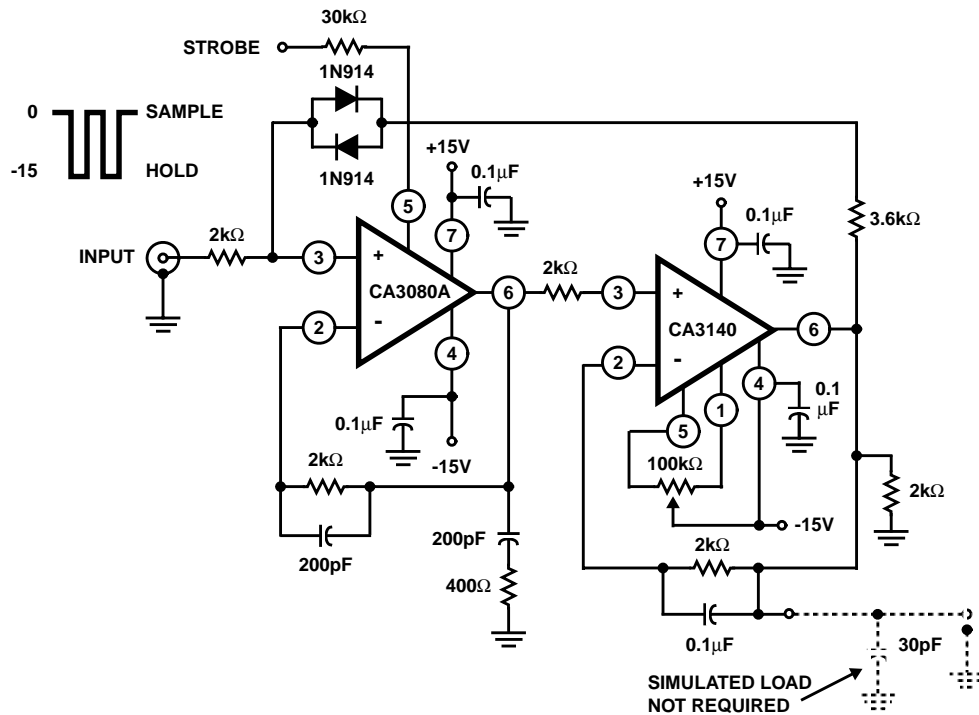 30kΩ
STROBE
1N914
0 SAMPLE
-15 HOLD
1N914
+15V
0.1μF
+15V
0.1μF
3.6kΩ
5
7
7
INPUT
2kΩ
3
+
CA3080A
6
2kΩ
3
+
CA3140
6
2
-
2
-
4
4
0.1μF
5
1
0.1
μF
-15V
100kΩ
2kΩ
-15V
2kΩ
200pF
200pF
400Ω
2kΩ
0.1μF
30pF
SIMULATED LOAD
NOT REQUIRED